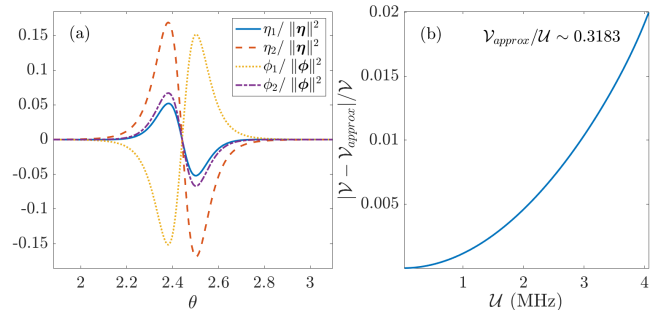 (a)
η₁/ ‖η‖²
η₂/ ‖η‖²
ϕ₁/ ‖ϕ‖²
ϕ₂/ ‖ϕ‖²
0.15
0.1
0.05
0
-0.05
-0.1
-0.15
2 2.2 2.4 2.6 2.8 3
θ
(b)
𝒱approx/𝒰 ∼ 0.3183
|𝒱 − 𝒱approx|/𝒱
0.02
0.015
0.01
0.005
1 2 3 4
𝒰 (MHz)